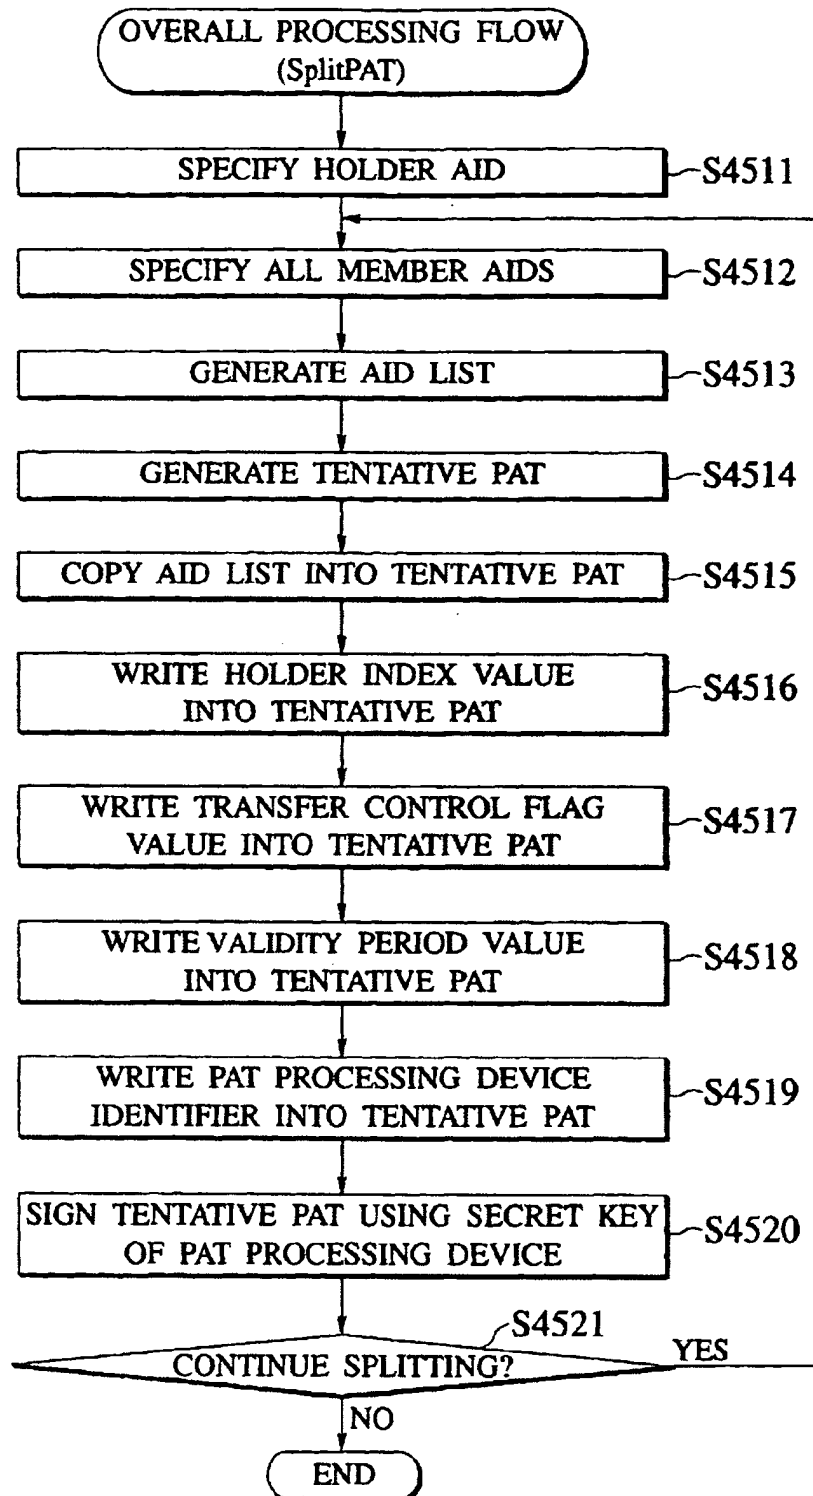 OVERALL PROCESSING FLOW
(SplitPAT)
SPECIFY HOLDER AID
S4511
SPECIFY ALL MEMBER AIDS
S4512
GENERATE AID LIST
S4513
GENERATE TENTATIVE PAT
S4514
COPY AID LIST INTO TENTATIVE PAT
S4515
WRITE HOLDER INDEX VALUE
INTO TENTATIVE PAT
S4516
WRITE TRANSFER CONTROL FLAG
VALUE INTO TENTATIVE PAT
S4517
WRITE VALIDITY PERIOD VALUE
INTO TENTATIVE PAT
S4518
WRITE PAT PROCESSING DEVICE
IDENTIFIER INTO TENTATIVE PAT
S4519
SIGN TENTATIVE PAT USING SECRET KEY
OF PAT PROCESSING DEVICE
S4520
S4521
CONTINUE SPLITTING?
YES
NO
END